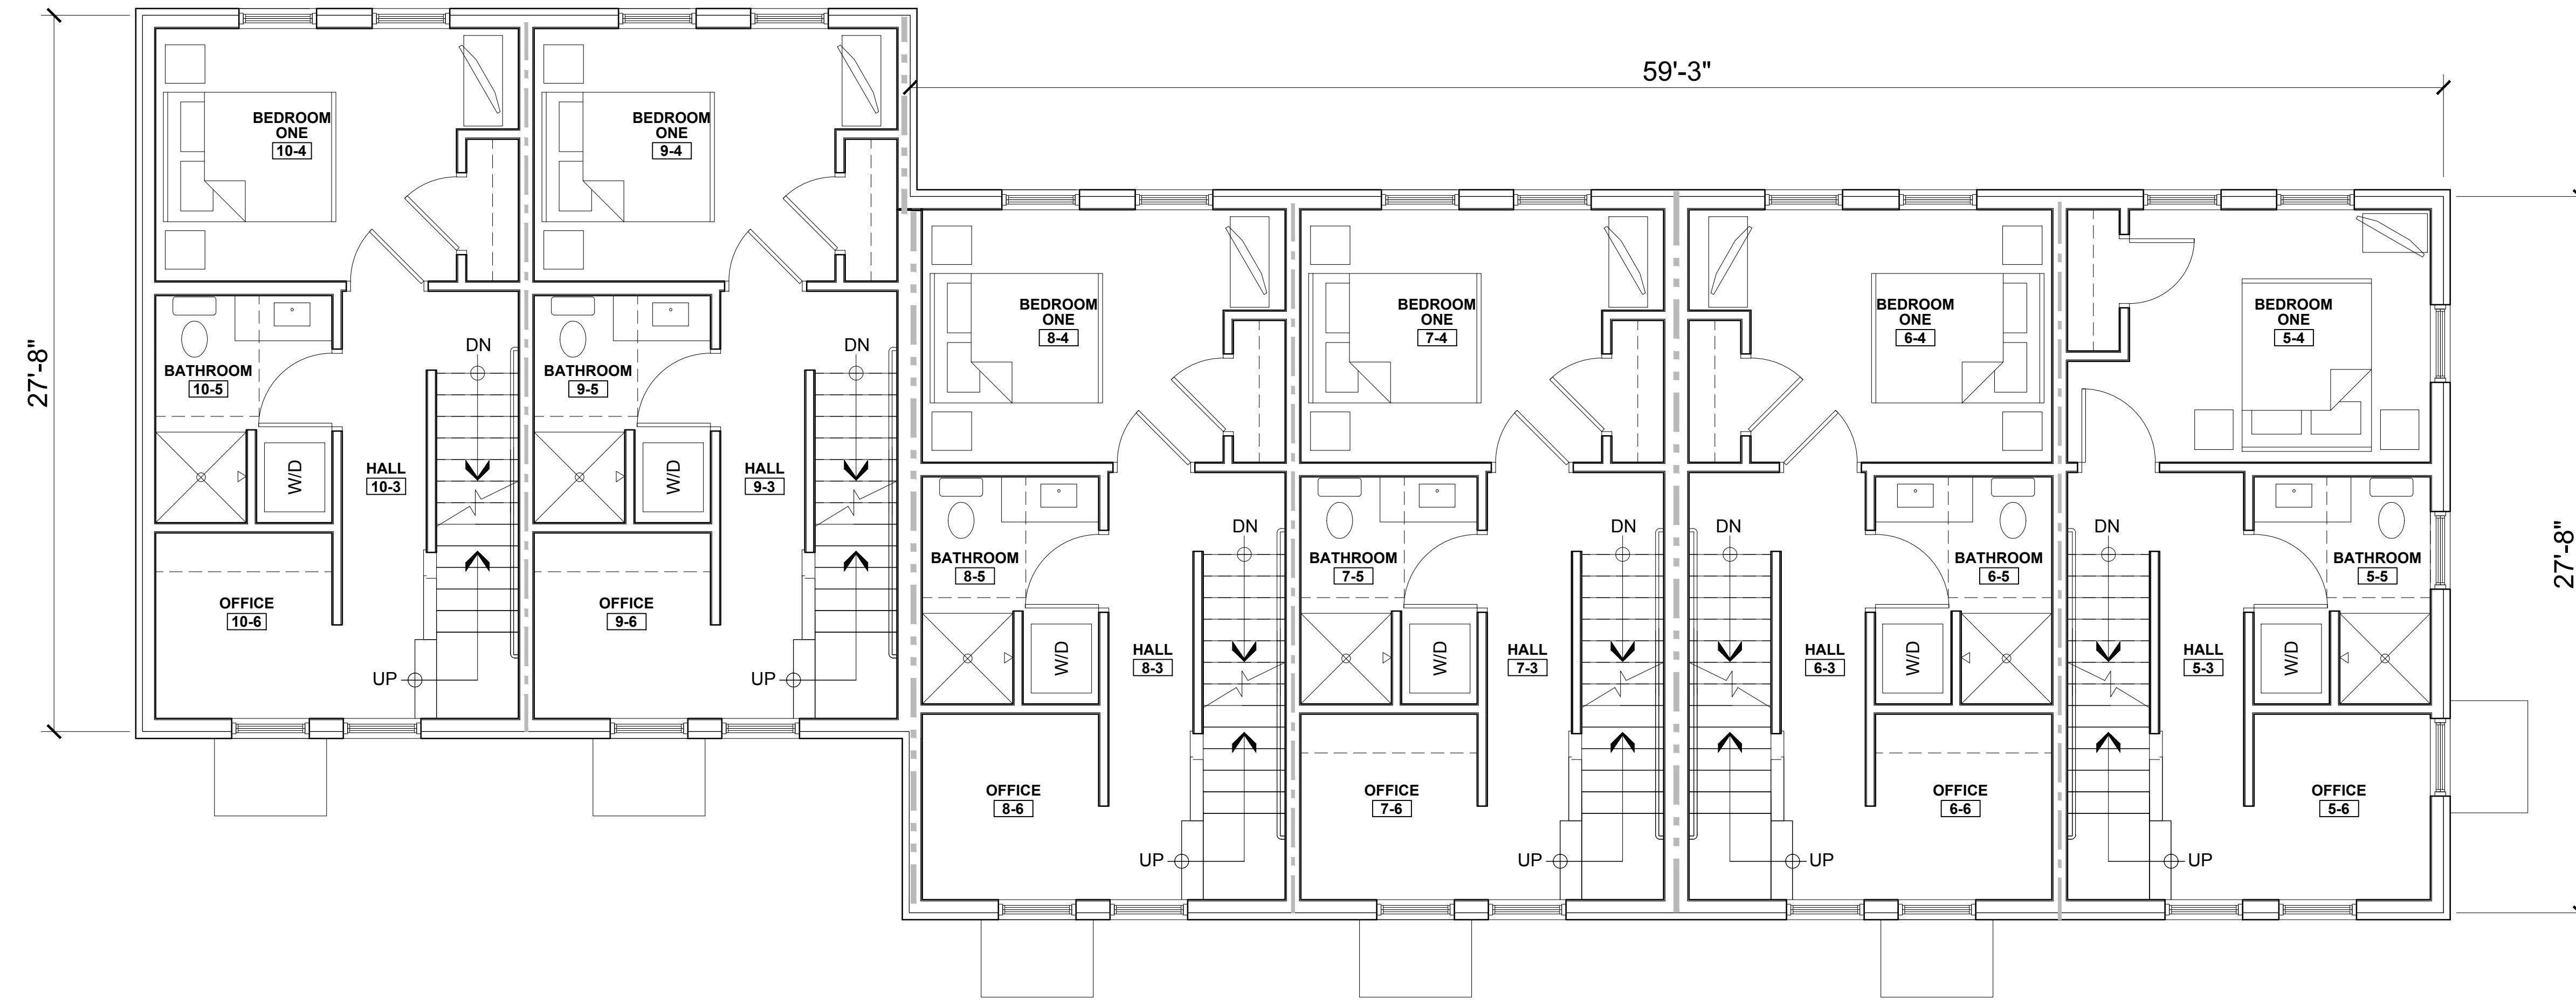 59'-3"
27'-8"
BEDROOM
ONE
10-4
BEDROOM
ONE
9-4
BEDROOM
ONE
8-4
BEDROOM
ONE
7-4
BEDROOM
ONE
6-4
BEDROOM
ONE
5-4
BATHROOM
10-5
DN
W/D
HALL
10-3
OFFICE
10-6
UP
BATHROOM
9-5
DN
W/D
HALL
9-3
OFFICE
9-6
UP
BATHROOM
8-5
DN
W/D
HALL
8-3
OFFICE
8-6
UP
BATHROOM
7-5
DN
W/D
HALL
7-3
OFFICE
7-6
UP
DN
BATHROOM
6-5
HALL
6-3
W/D
OFFICE
6-6
UP
DN
BATHROOM
5-5
HALL
5-3
W/D
OFFICE
5-6
UP
27'-8"